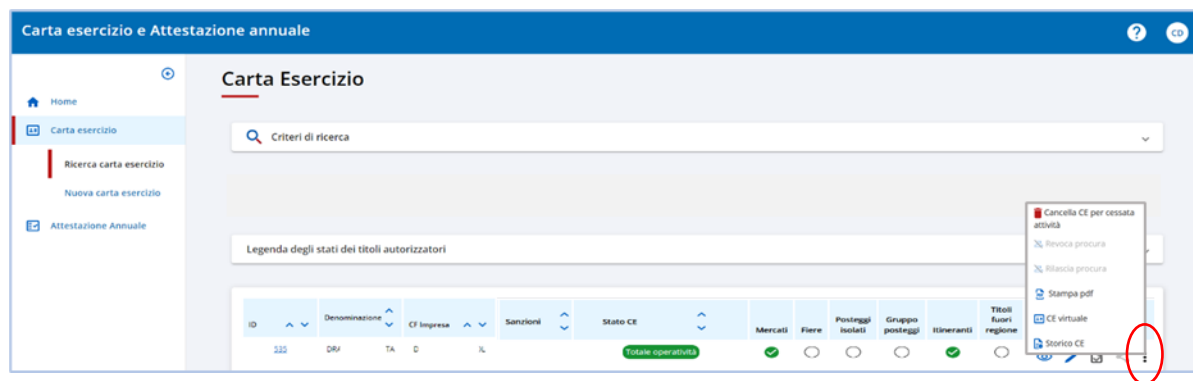 Carta esercizio e Attestazione annuale
? CD
Carta Esercizio
Home
Carta esercizio
Criteri di ricerca
Ricerca carta esercizio
Nuova carta esercizio
Attestazione Annuale
Cancella CE per cessata
attività
Legenda degli stati dei titoli autorizzatori
Revoca procura
Rilascia procura
Stampa pdf
CE virtuale
Storico CE
ID Denominazione CF Impresa Sanzioni Stato CE Mercati Fiere Posteggi isolati Gruppo posteggi Itineranti Titoli fuori regione
535 DR TA D XL Totale operatività